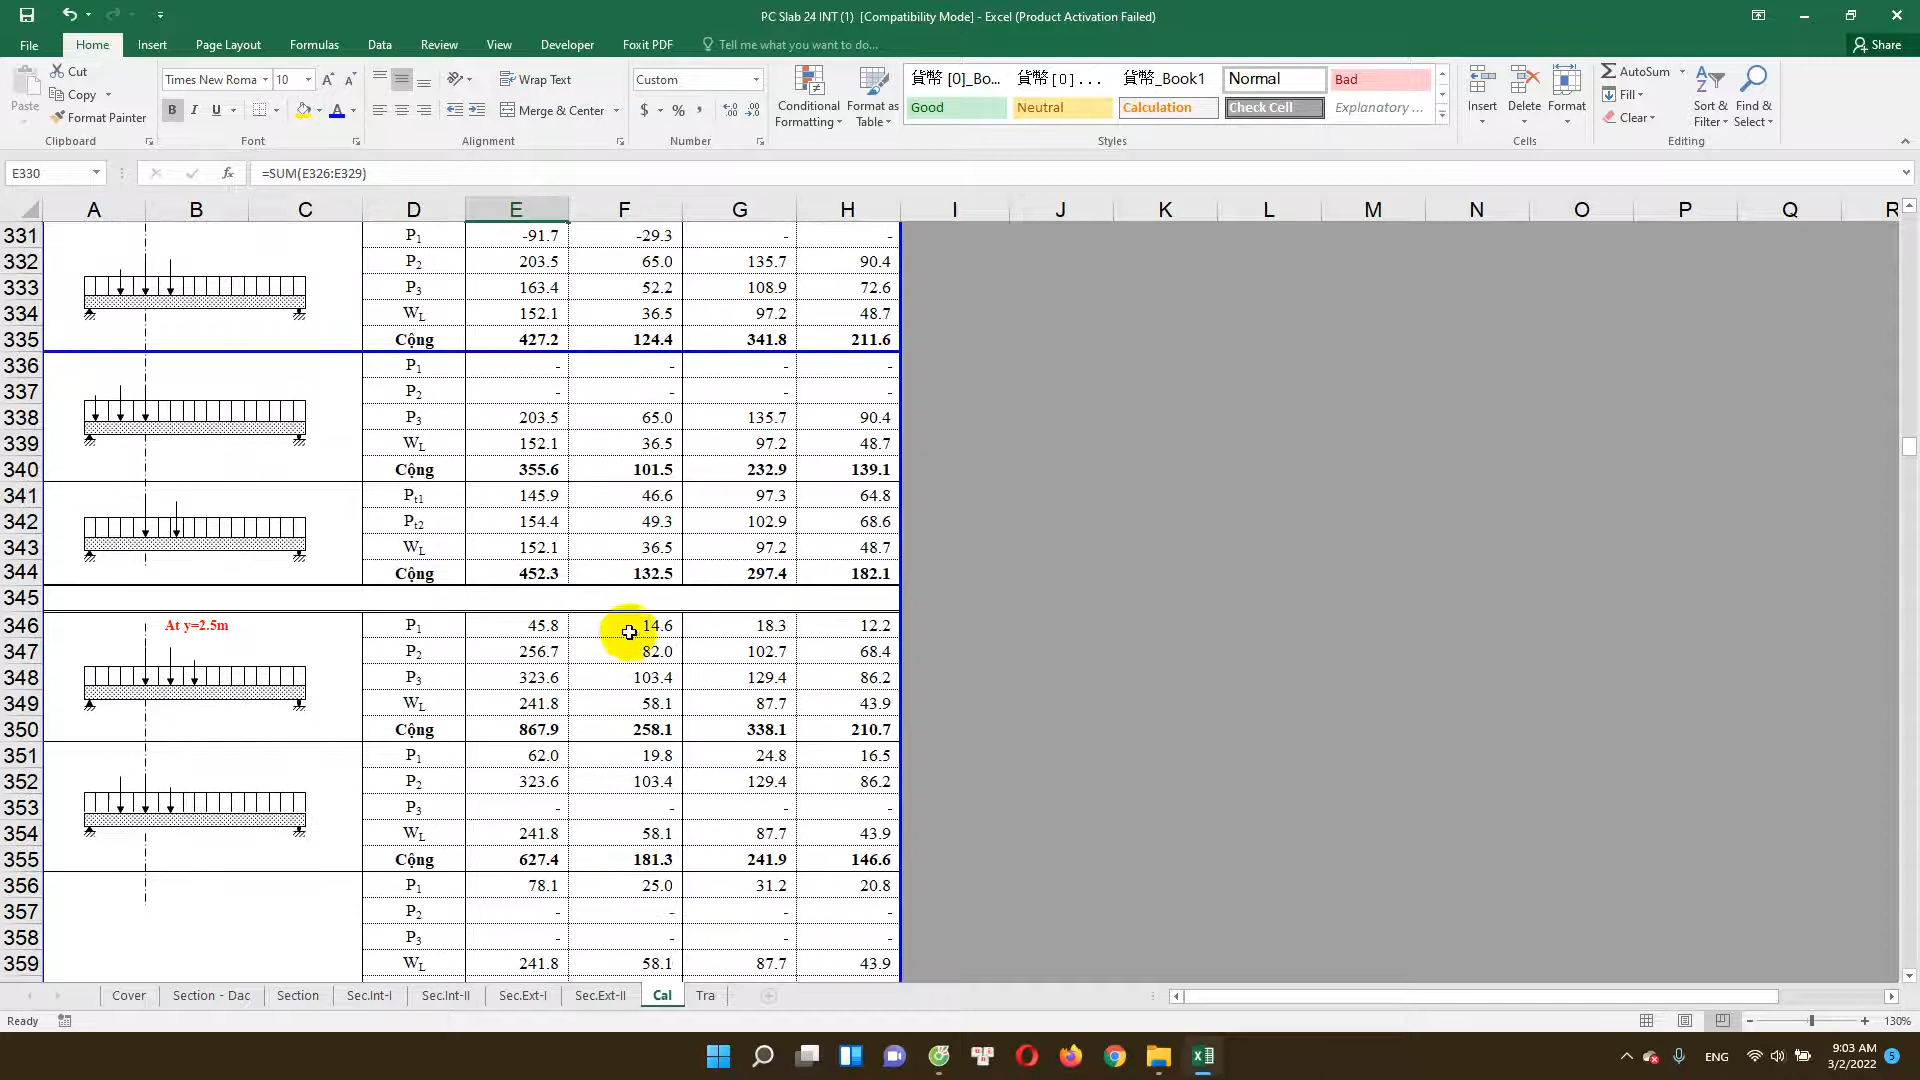 PC Slab 24 INT (1) [Compatibility Mode] - Excel (Product Activation Failed)
File Home Insert Page Layout Formulas Data Review View Developer Foxit PDF Tell me what you want to do... Share
Paste
Cut
Copy
Format Painter
Clipboard
Times New Roma 10
B I U
Font
Wrap Text
Merge & Center
Alignment
Custom
$ % ,
Number
Conditional Formatting
Format as Table
貨幣 [0]_Bo... 貨幣 [0] ... 貨幣_Book1 Normal Bad
Good Neutral Calculation Check Cell Explanatory ...
Styles
Insert Delete Format
Cells
AutoSum
Fill
Clear
Sort & Filter
Find & Select
Editing
E330 fx =SUM(E326:E329)
A B C D E F G H I J K L M N O P Q R
331 P1 -91.7 -29.3 - -
332 P2 203.5 65.0 135.7 90.4
333 P3 163.4 52.2 108.9 72.6
334 WL 152.1 36.5 97.2 48.7
335 Cộng 427.2 124.4 341.8 211.6
336 P1 - - - -
337 P2 - - - -
338 P3 203.5 65.0 135.7 90.4
339 WL 152.1 36.5 97.2 48.7
340 Cộng 355.6 101.5 232.9 139.1
341 Pt1 145.9 46.6 97.3 64.8
342 Pt2 154.4 49.3 102.9 68.6
343 WL 152.1 36.5 97.2 48.7
344 Cộng 452.3 132.5 297.4 182.1
345
346 At y=2.5m P1 45.8 14.6 18.3 12.2
347 P2 256.7 82.0 102.7 68.4
348 P3 323.6 103.4 129.4 86.2
349 WL 241.8 58.1 87.7 43.9
350 Cộng 867.9 258.1 338.1 210.7
351 P1 62.0 19.8 24.8 16.5
352 P2 323.6 103.4 129.4 86.2
353 P3 - - - -
354 WL 241.8 58.1 87.7 43.9
355 Cộng 627.4 181.3 241.9 146.6
356 P1 78.1 25.0 31.2 20.8
357 P2 - - - -
358 P3 - - - -
359 WL 241.8 58.1 87.7 43.9
Cover Section - Dac Section Sec.Int-I Sec.Int-II Sec.Ext-I Sec.Ext-II Cal Tra
Ready 130%
ENG 9:03 AM 5
3/2/2022